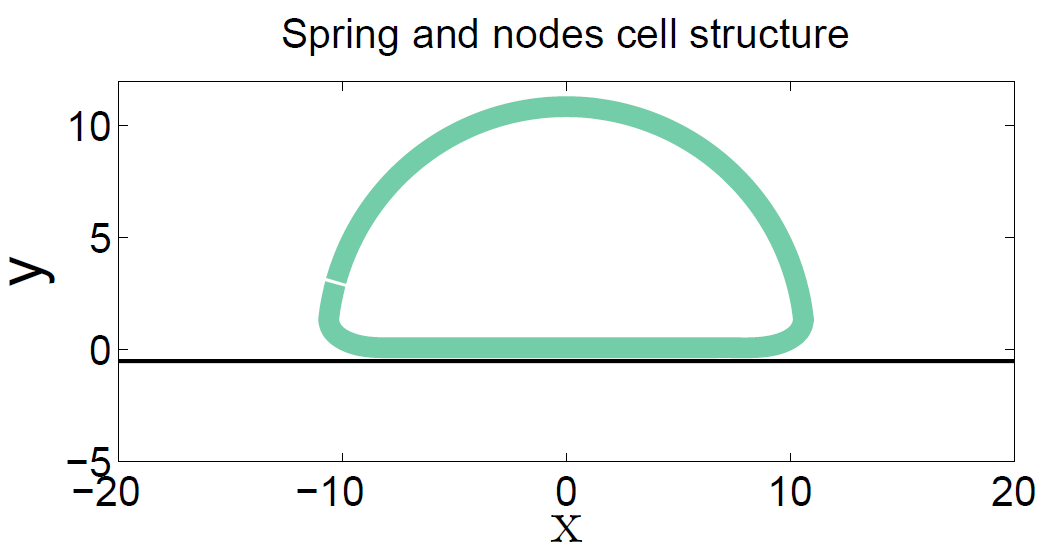 Spring and nodes cell structure
10
5
0
−5
y
−20 −10 0 10 20
x